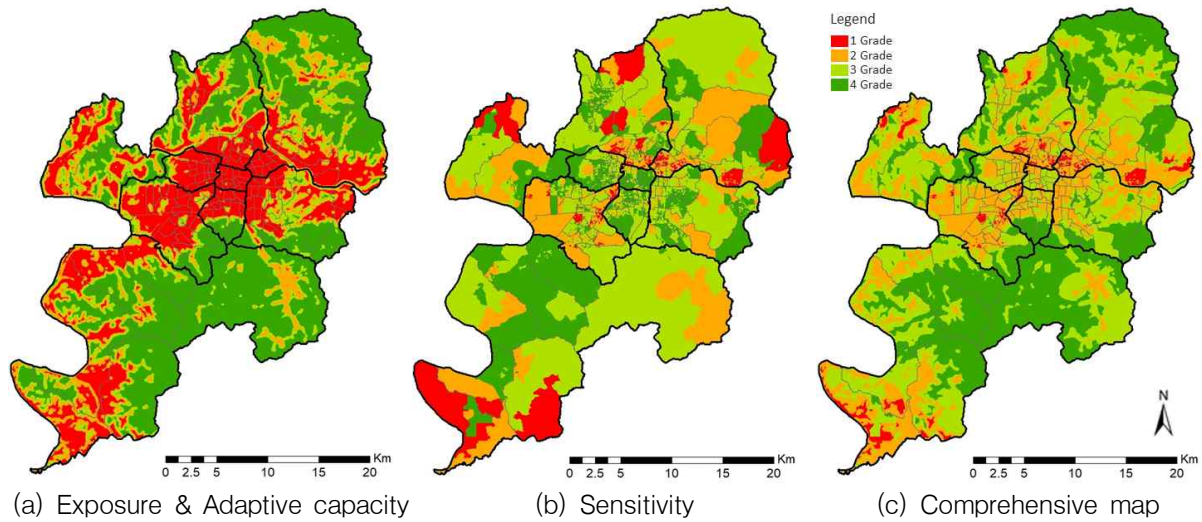 Legend
1 Grade
2 Grade
3 Grade
4 Grade
N
0 2.5 5 10 15 20 Km
0 2.5 5 10 15 20 Km
0 2.5 5 10 15 20 Km
(a) Exposure & Adaptive capacity
(b) Sensitivity
(c) Comprehensive map